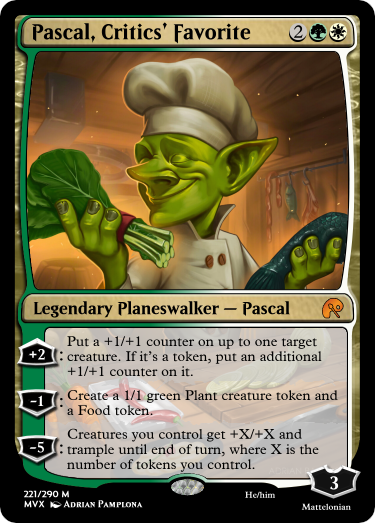 Pascal, Critics' Favorite 2
Legendary Planeswalker — Pascal
+2: Put a +1/+1 counter on up to one target
creature. If it's a token, put an additional
+1/+1 counter on it.
-1: Create a 1/1 green Plant creature token and
a Food token.
-5: Creatures you control get +X/+X and
trample until end of turn, where X is the
number of tokens you control.
3
221/290 M
MVX Adrian Pamplona
He/him
Mattelonian